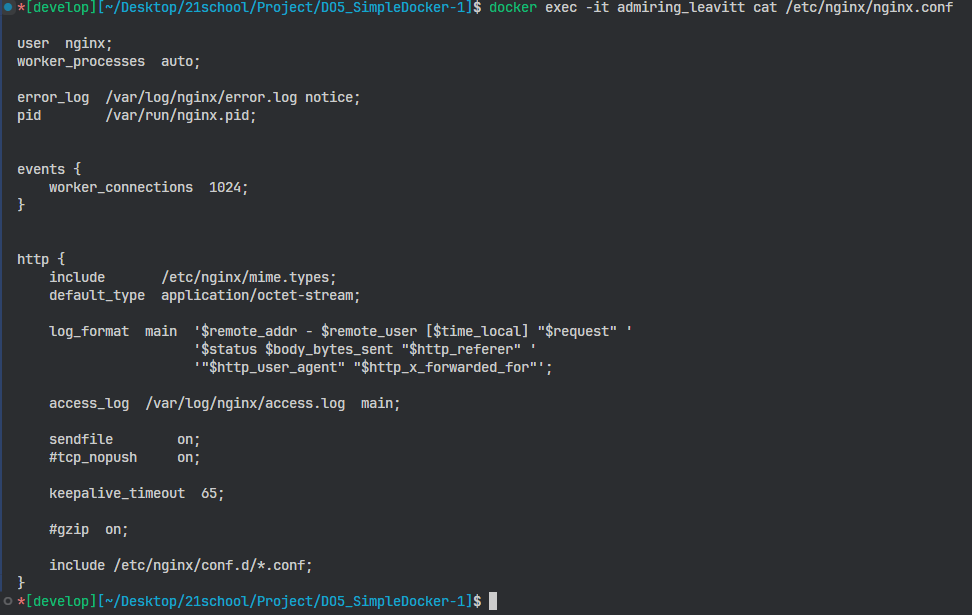 *[develop][~/Desktop/21school/Project/DO5_SimpleDocker-1]$ docker exec -it admiring_leavitt cat /etc/nginx/nginx.conf

user  nginx;
worker_processes  auto;

error_log  /var/log/nginx/error.log notice;
pid        /var/run/nginx.pid;


events {
    worker_connections  1024;
}


http {
    include       /etc/nginx/mime.types;
    default_type  application/octet-stream;

    log_format  main  '$remote_addr - $remote_user [$time_local] "$request" '
                      '$status $body_bytes_sent "$http_referer" '
                      '"$http_user_agent" "$http_x_forwarded_for"';

    access_log  /var/log/nginx/access.log  main;

    sendfile        on;
    #tcp_nopush     on;

    keepalive_timeout  65;

    #gzip  on;

    include /etc/nginx/conf.d/*.conf;
}
*[develop][~/Desktop/21school/Project/DO5_SimpleDocker-1]$